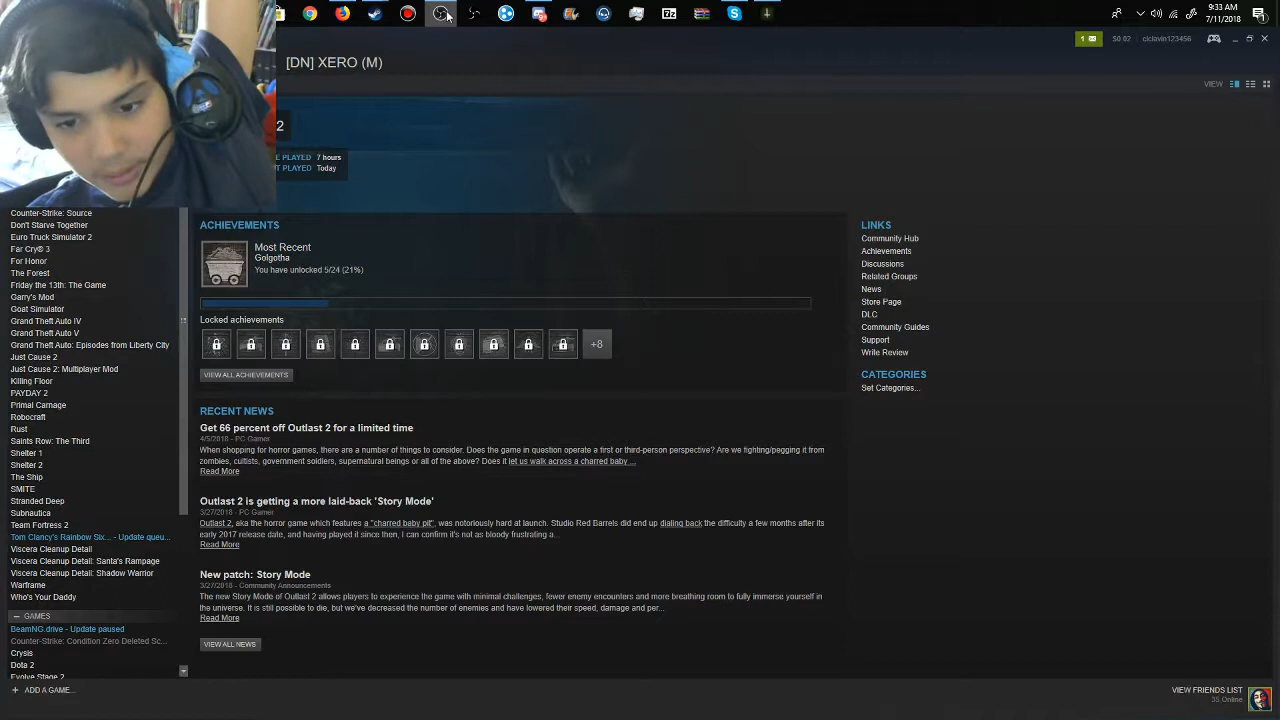 9:33 AM
7/11/2018
1
1
$0.02
ciclavin123456
[DN] XERO (M)
VIEW
2
PLAYED 7 hours
PLAYED Today
Counter-Strike: Source
Don't Starve Together
Euro Truck Simulator 2
Far Cry® 3
For Honor
The Forest
Friday the 13th: The Game
Garry's Mod
Goat Simulator
Grand Theft Auto IV
Grand Theft Auto V
Grand Theft Auto: Episodes from Liberty City
Just Cause 2
Just Cause 2: Multiplayer Mod
Killing Floor
PAYDAY 2
Primal Carnage
Robocraft
Rust
Saints Row: The Third
Shelter 1
Shelter 2
The Ship
SMITE
Stranded Deep
Subnautica
Team Fortress 2
Tom Clancy's Rainbow Six... - Update queu...
Viscera Cleanup Detail
Viscera Cleanup Detail: Santa's Rampage
Viscera Cleanup Detail: Shadow Warrior
Warframe
Who's Your Daddy
GAMES
BeamNG.drive - Update paused
Counter-Strike: Condition Zero Deleted Sc...
Crysis
Dota 2
Evolve Stage 2
+ ADD A GAME...
ACHIEVEMENTS
Most Recent
Golgotha
You have unlocked 5/24 (21%)
Locked achievements
+8
VIEW ALL ACHIEVEMENTS
RECENT NEWS
Get 66 percent off Outlast 2 for a limited time
4/5/2018 - PC Gamer
When shopping for horror games, there are a number of things to consider. Does the game in question operate a first or third-person perspective? Are we fighting/pegging it from
zombies, cultists, government soldiers, supernatural beings or all of the above? Does it let us walk across a charred baby ...
Read More
Outlast 2 is getting a more laid-back 'Story Mode'
3/27/2018 - PC Gamer
Outlast 2, aka the horror game which features a "charred baby pit", was notoriously hard at launch. Studio Red Barrels did end up dialing back the difficulty a few months after its
early 2017 release date, and having played it since then, I can confirm it's not as bloody frustrating a...
Read More
New patch: Story Mode
3/27/2018 - Community Announcements
The new Story Mode of Outlast 2 allows players to experience the game with minimal challenges, fewer enemy encounters and more breathing room to fully immerse yourself in
the universe. It is still possible to die, but we've decreased the number of enemies and have lowered their speed, damage and per...
Read More
VIEW ALL NEWS
LINKS
Community Hub
Achievements
Discussions
Related Groups
News
Store Page
DLC
Community Guides
Support
Write Review
CATEGORIES
Set Categories...
VIEW FRIENDS LIST
35 Online